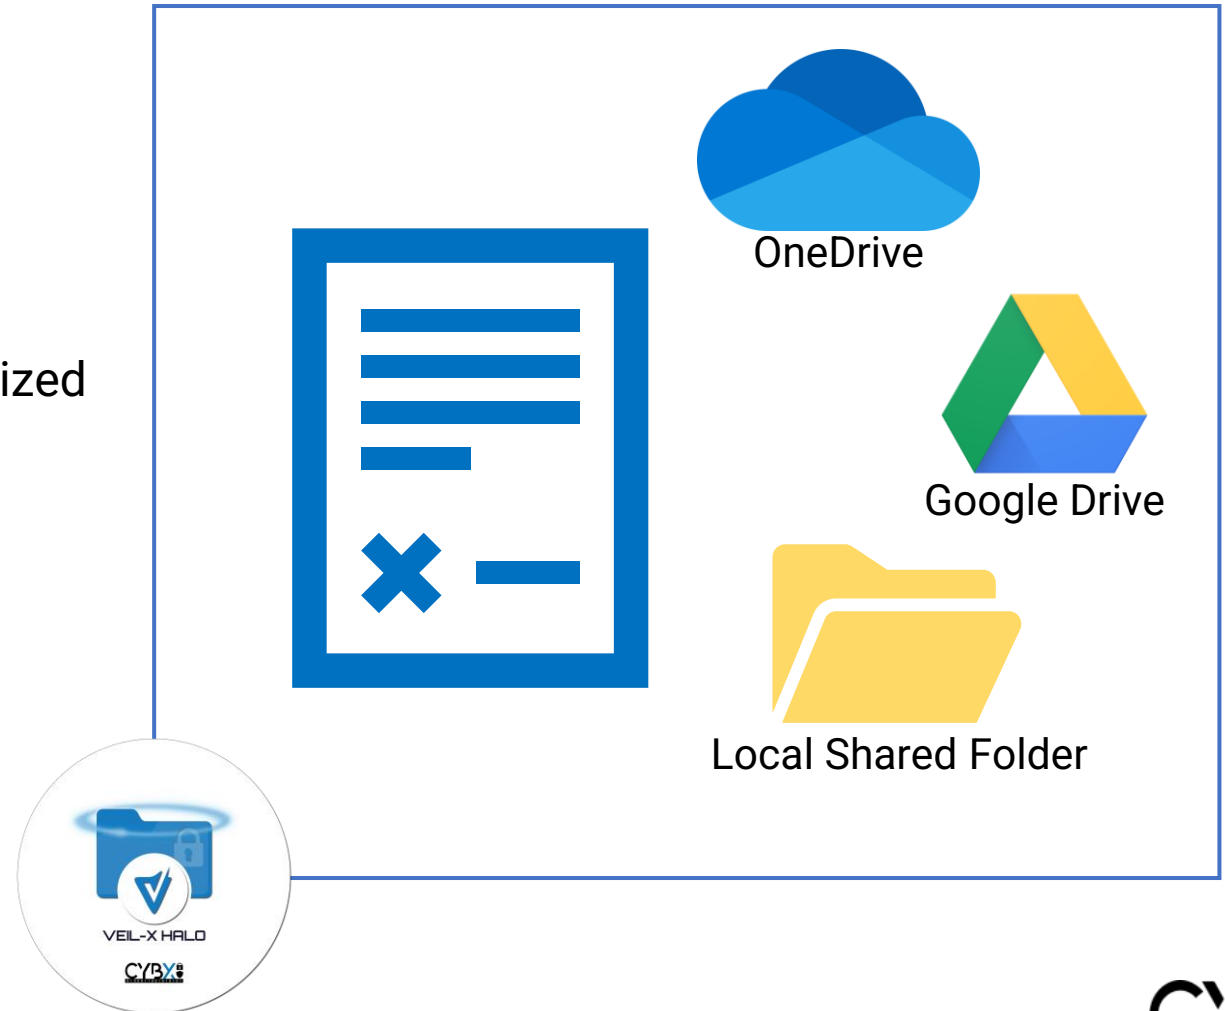 OneDrive
ized
Google Drive
Local Shared Folder
VEIL-X HALO
CYBX